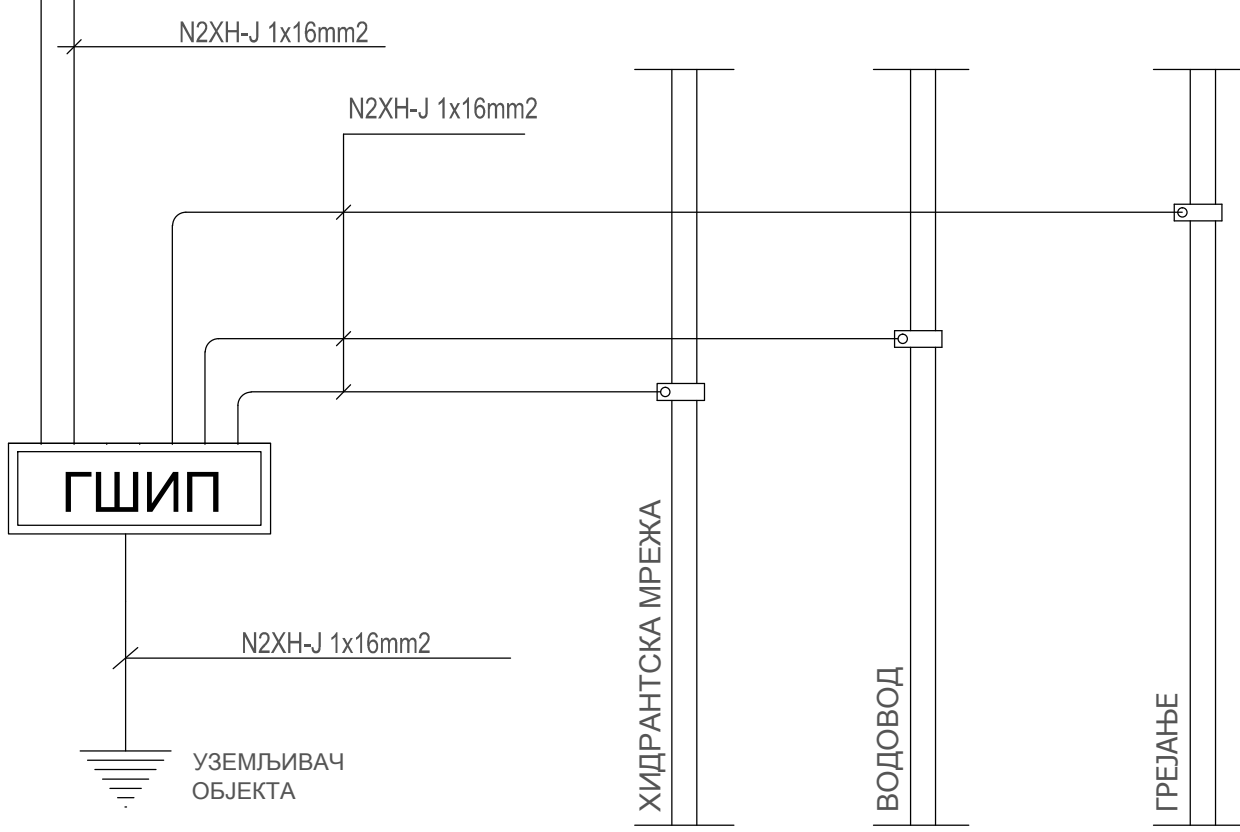 N2XH-J 1x16mm2
N2XH-J 1x16mm2
ГШИП
N2XH-J 1x16mm2
УЗЕМЉИВАЧ
ОБЈЕКТА
ХИДРАНТСКА МРЕЖА
ВОДОВОД
ГРЕЈАЊЕ